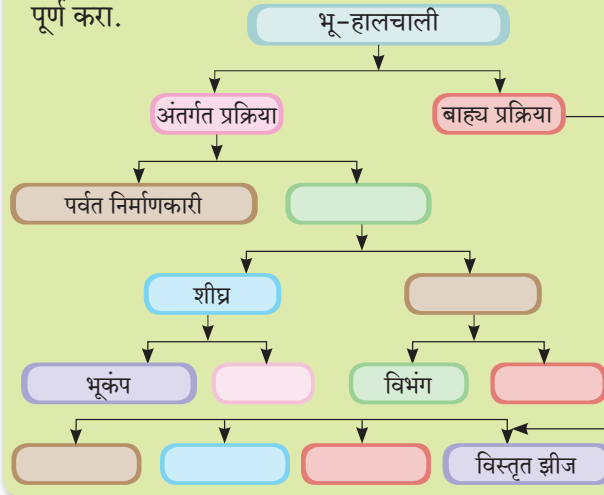 पूर्ण करा.
भू-हालचाली
अंतर्गत प्रक्रिया
बाह्य प्रक्रिया
पर्वत निर्माणकारी
शीघ्र
भूकंप
विभंग
विस्तृत झीज